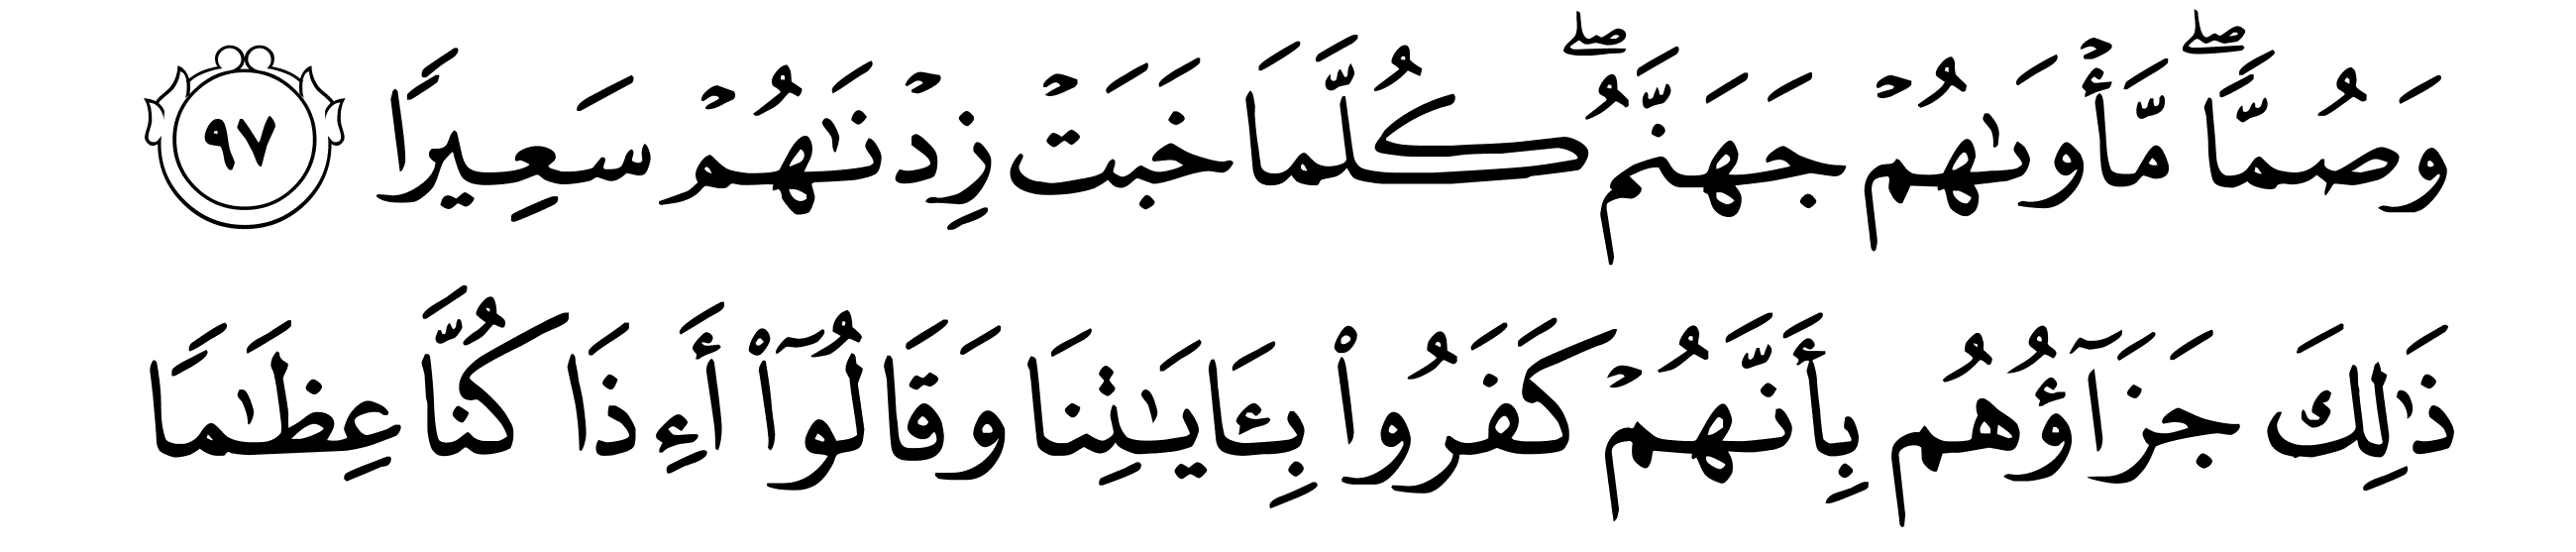 وَصُمًّاۖ مَّأۡوَىٰهُمۡ جَهَنَّمُۖ كُلَّمَا خَبَتۡ زِدۡنَٰهُمۡ سَعِيرًا ٩٧
ذَٰلِكَ جَزَآؤُهُم بِأَنَّهُمۡ كَفَرُواْ بِـَٔايَٰتِنَا وَقَالُوٓاْ أَءِذَا كُنَّا عِظَٰمًا